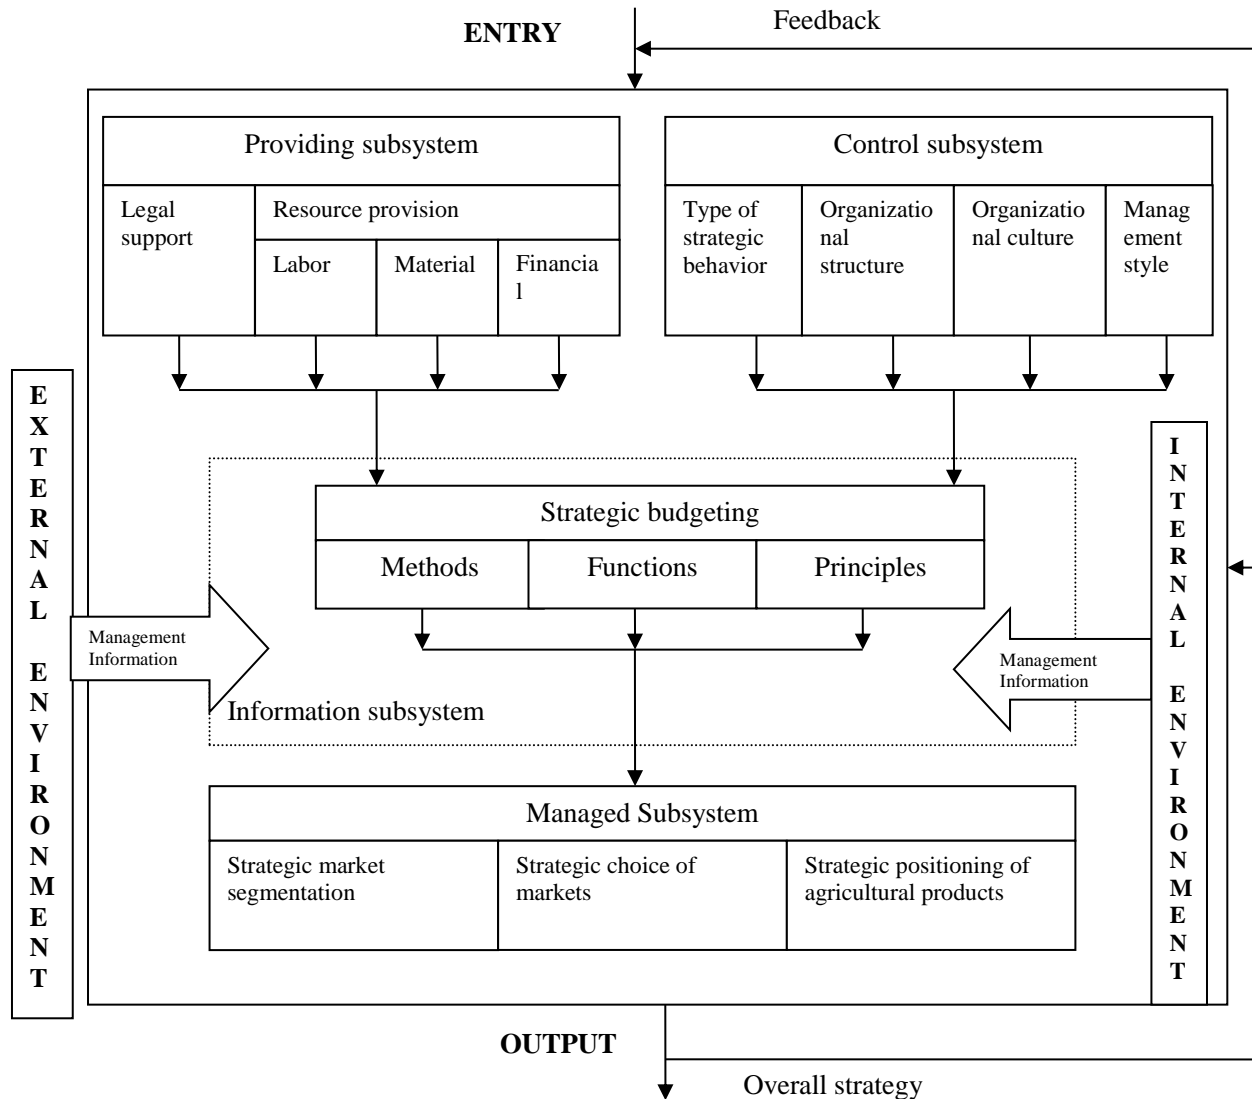 ENTRY
Feedback
Providing subsystem
Control subsystem
Legal
support
Resource provision
Labor
Material
Financia
l
Type of
strategic
behavior
Organizatio
nal
structure
Organizatio
nal culture
Manag
ement
style
E
X
T
E
R
N
A
L
E
N
V
I
R
O
N
M
E
N
T
Strategic budgeting
Methods
Functions
Principles
Management
Information
Management
Information
Information subsystem
I
N
T
E
R
N
A
L
E
N
V
I
R
O
N
M
E
N
T
Managed Subsystem
Strategic market
segmentation
Strategic choice of
markets
Strategic positioning of
agricultural products
OUTPUT
Overall strategy